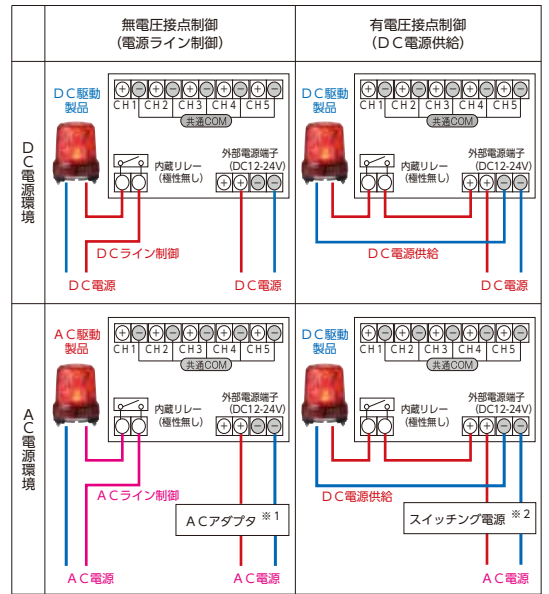 無電圧接点制御
(電源ライン制御)
有電圧接点制御
(DC電源供給)
DC電源環境
DC駆動
製品
CH1 CH2 CH3 CH4 CH5
共通COM
内蔵リレー
(極性無し)
外部電源端子
(DC12-24V)
DCライン制御
DC電源
DC電源
DC駆動
製品
CH1 CH2 CH3 CH4 CH5
共通COM
内蔵リレー
(極性無し)
外部電源端子
(DC12-24V)
DC電源供給
DC電源
AC電源環境
AC駆動
製品
CH1 CH2 CH3 CH4 CH5
共通COM
内蔵リレー
(極性無し)
外部電源端子
(DC12-24V)
ACライン制御
ACアダプタ ※1
AC電源
AC電源
DC駆動
製品
CH1 CH2 CH3 CH4 CH5
共通COM
内蔵リレー
(極性無し)
外部電源端子
(DC12-24V)
DC電源供給
スイッチング電源 ※2
AC電源